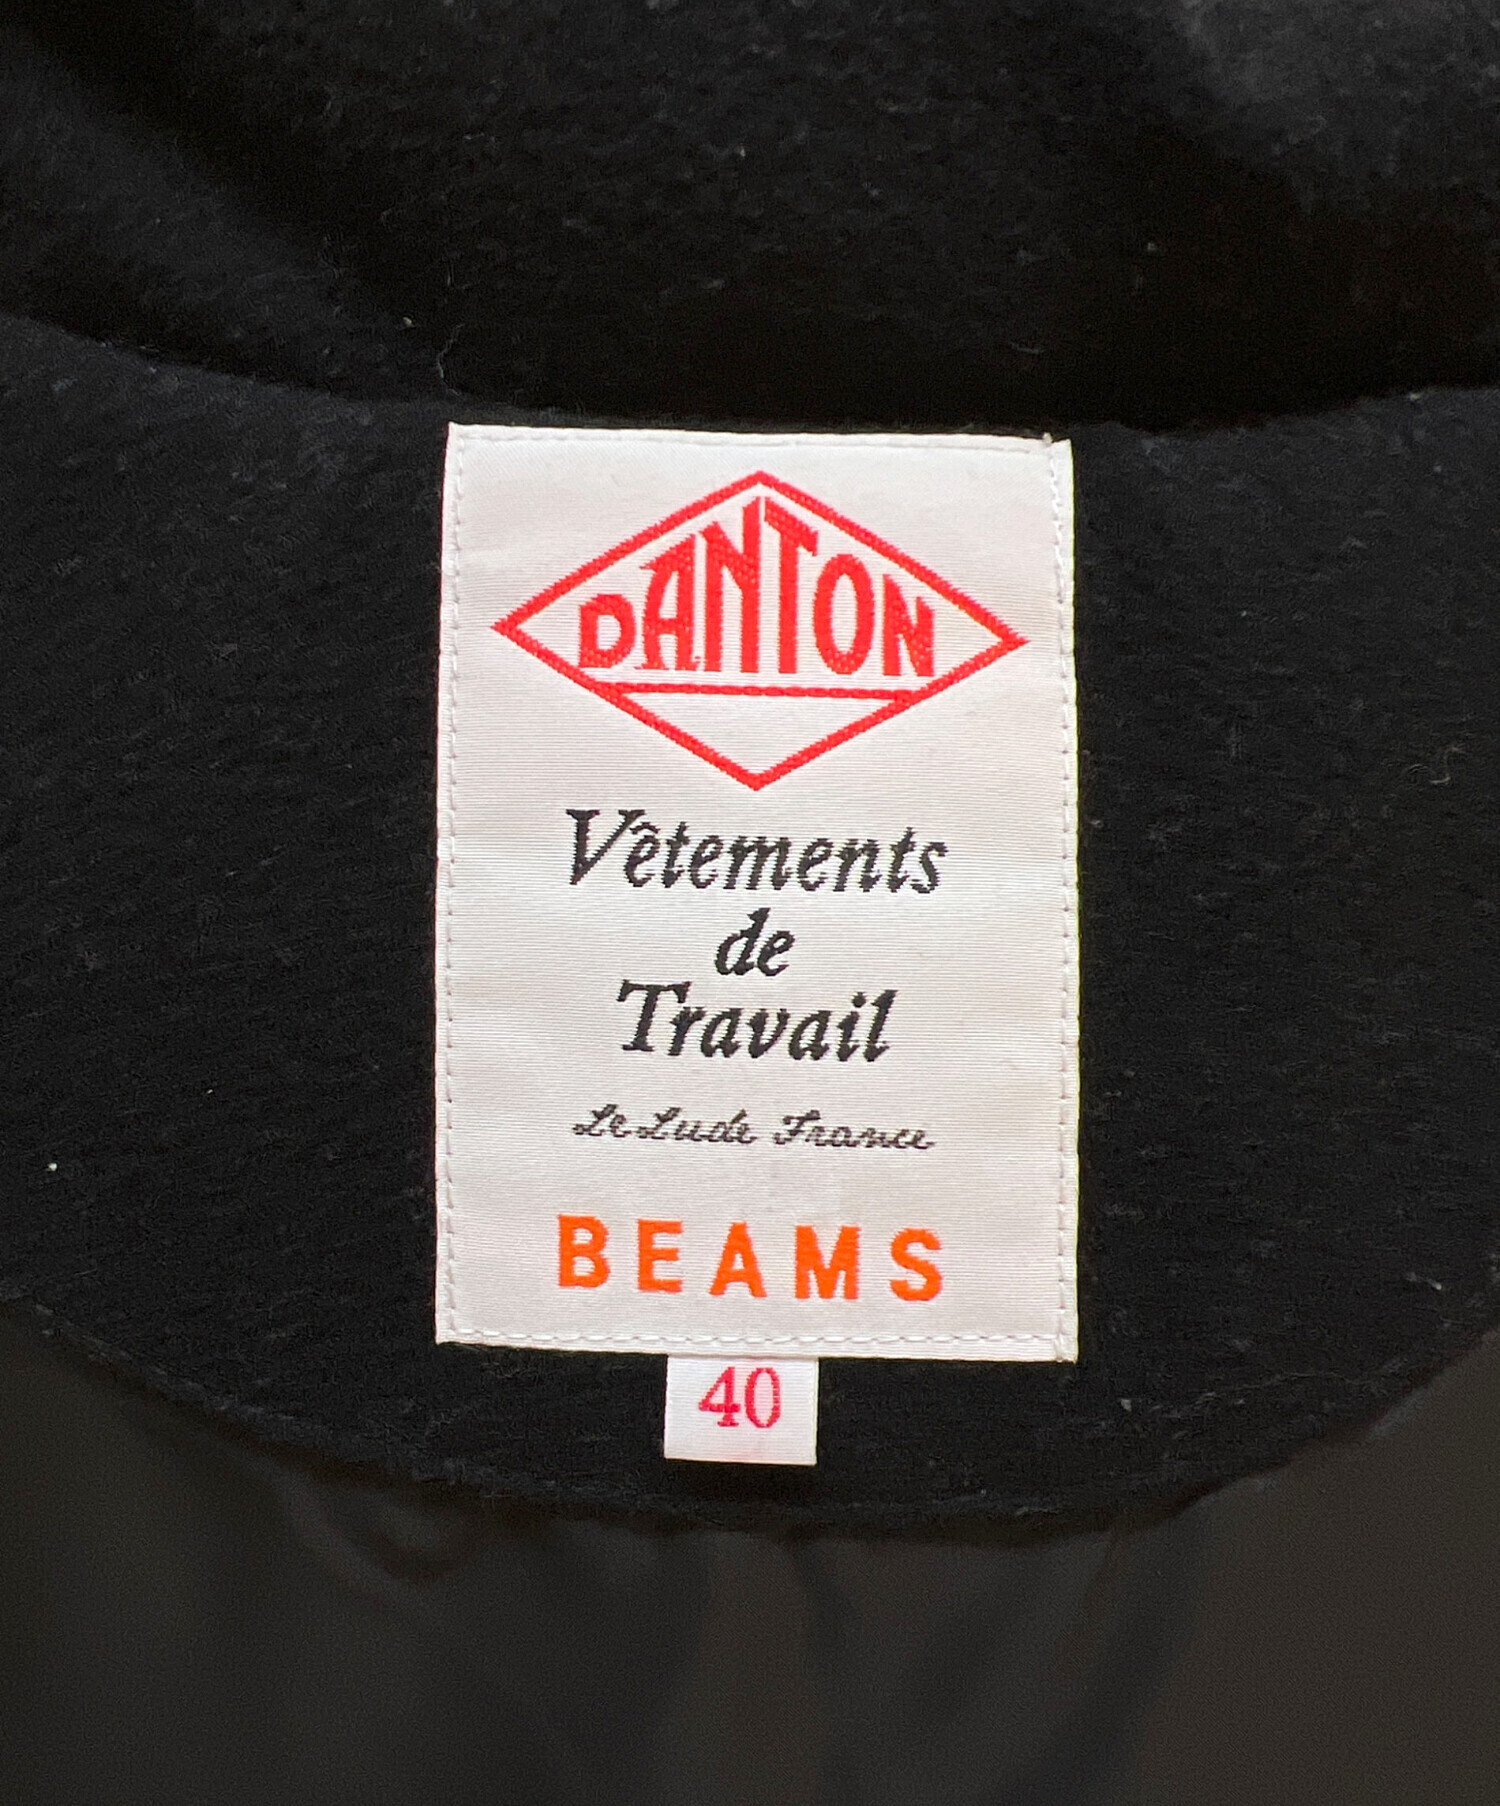 DANTON
Vêtements
de
Travail
Le Lude France
BEAMS
40